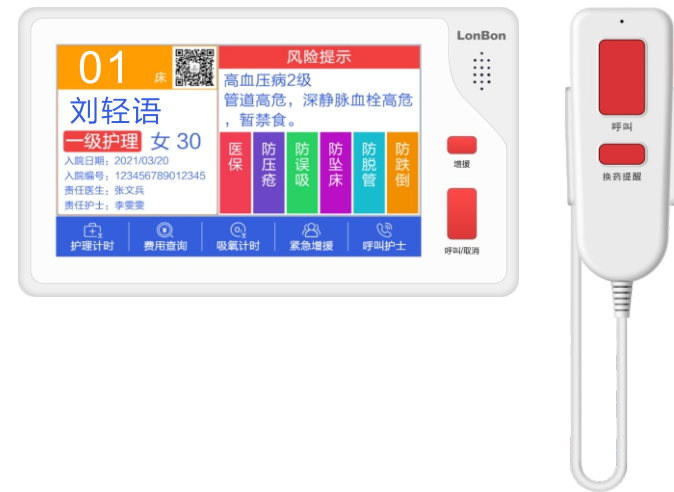 LonBon
01 床
刘轻语
一级护理 女 30
入院日期：2021/03/20
入院编号：123456789012345
责任医生：张文兵
责任护士：李雯雯
风险提示
高血压病2级
管道高危，深静脉血栓高危
，暂禁食。
医保
防压疮
防误吸
防坠床
防脱管
防跌倒
护理计时
费用查询
吸氧计时
紧急增援
呼叫护士
增援
呼叫/取消
呼叫
换药提醒